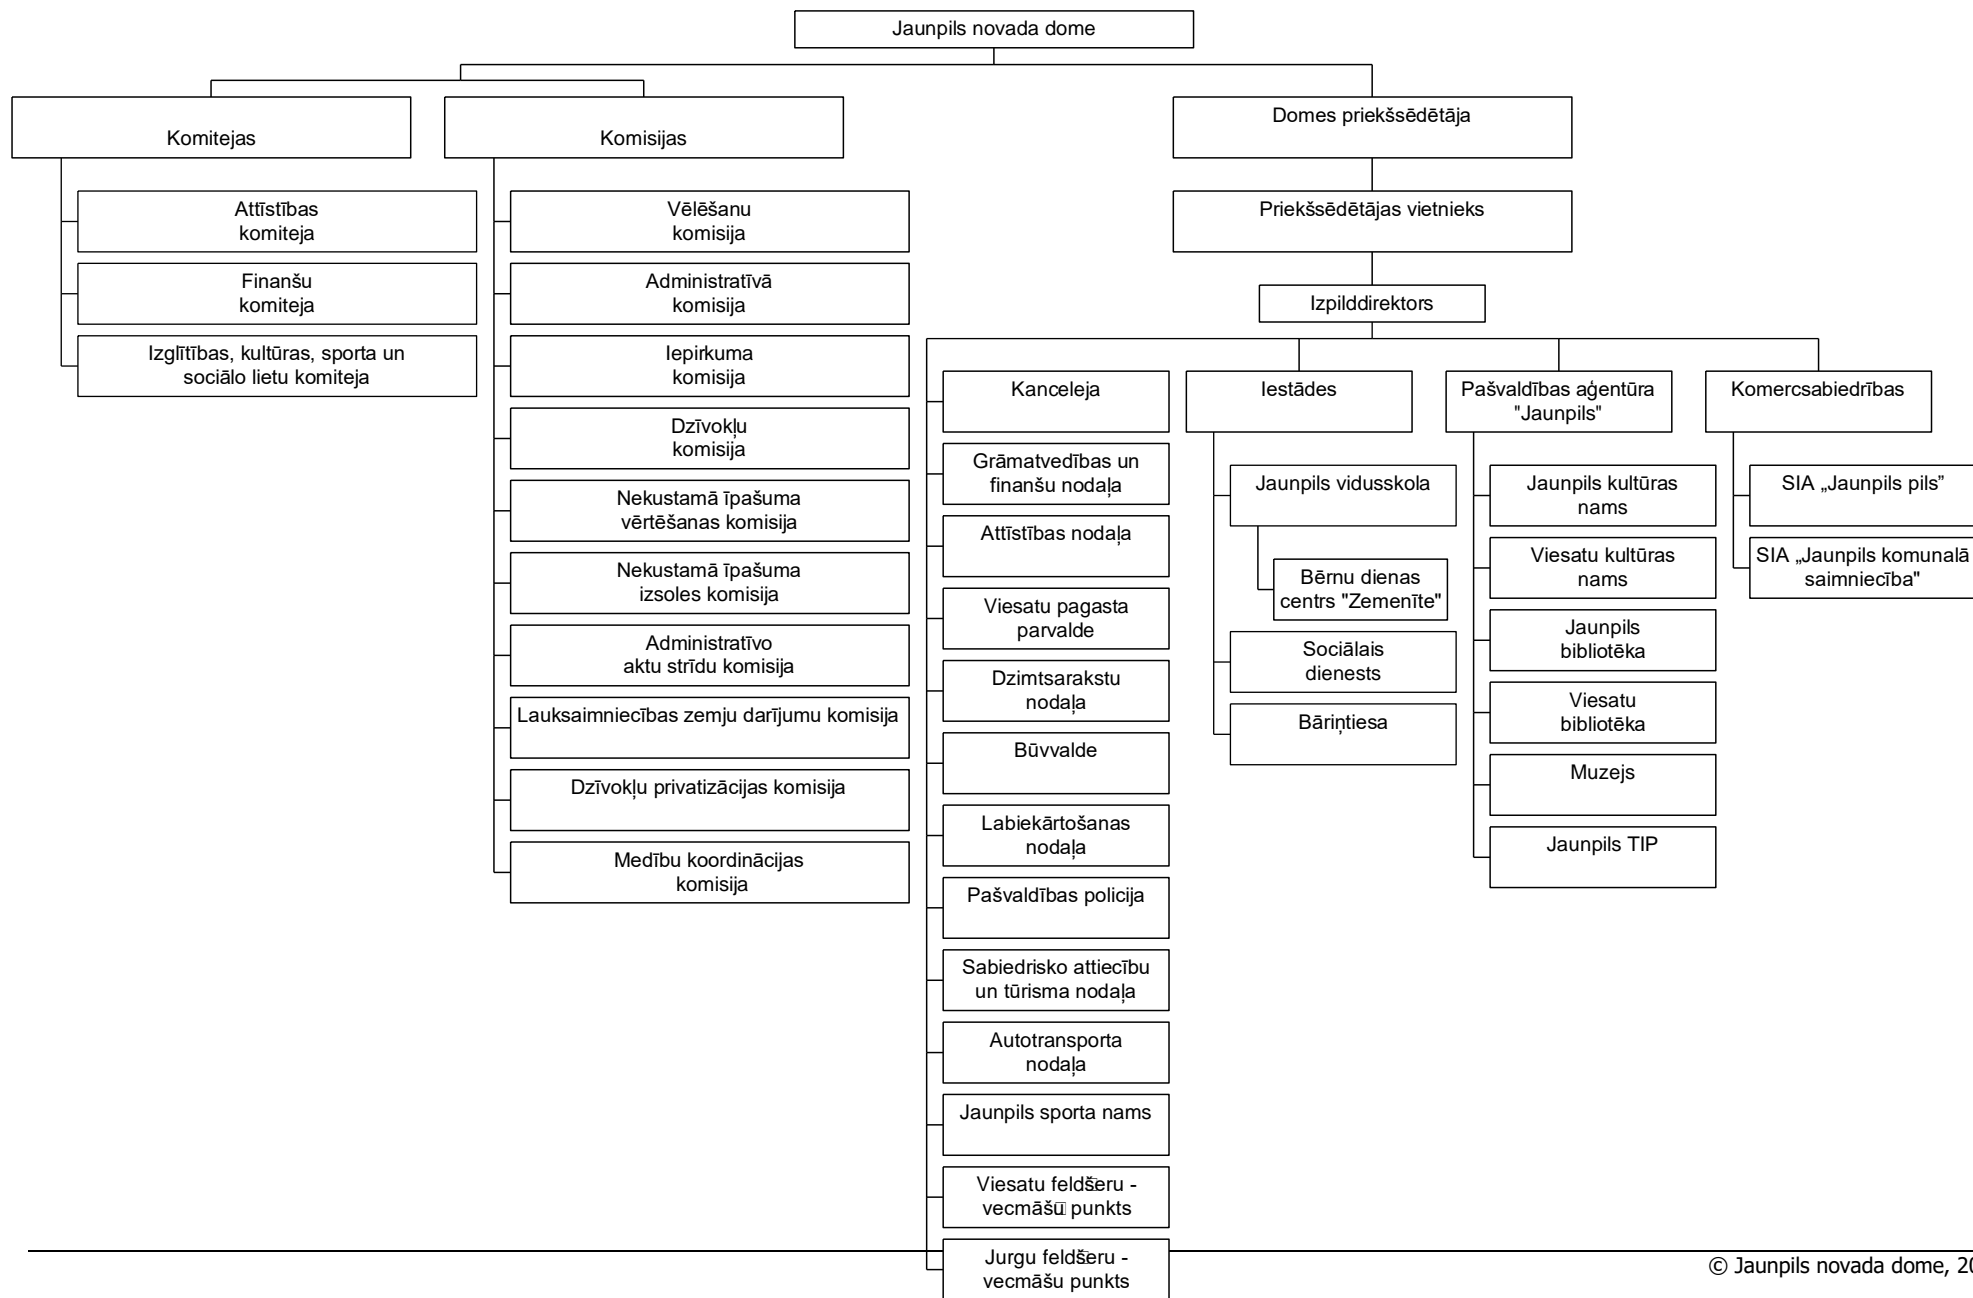 Jaunpils novada dome
Komitejas
Komisijas
Domes priekšsēdētāja
Attīstības
komiteja
Finanšu
komiteja
Izglītības, kultūras, sporta un
sociālo lietu komiteja
Vēlēšanu
komisija
Administratīvā
komisija
Iepirkuma
komisija
Dzīvokļu
komisija
Nekustamā īpašuma
vērtēšanas komisija
Nekustamā īpašuma
izsoles komisija
Administratīvo
aktu strīdu komisija
Lauksaimniecības zemju darījumu komisija
Dzīvokļu privatizācijas komisija
Medību koordinācijas
komisija
Priekšsēdētājas vietnieks
Izpilddirektors
Kanceleja
Grāmatvedības un
finanšu nodaļa
Attīstības nodaļa
Viesatu pagasta
parvalde
Dzimtsarakstu
nodaļa
Būvvalde
Labiekārtošanas
nodaļa
Pašvaldības policija
Sabiedrisko attiecību
un tūrisma nodaļa
Autotransporta
nodaļa
Jaunpils sporta nams
Viesatu feldšeru -
vecmāšu punkts
Jurgu feldšeru -
vecmāšu punkts
Iestādes
Jaunpils vidusskola
Bērnu dienas
centrs "Zemenīte"
Sociālais
dienests
Bāriņtiesa
Pašvaldības aģentūra
"Jaunpils"
Jaunpils kultūras
nams
Viesatu kultūras
nams
Jaunpils
bibliotēka
Viesatu
bibliotēka
Muzejs
Jaunpils TIP
Komercsabiedrības
SIA „Jaunpils pils”
SIA „Jaunpils komunalā
saimniecība"
© Jaunpils novada dome, 20